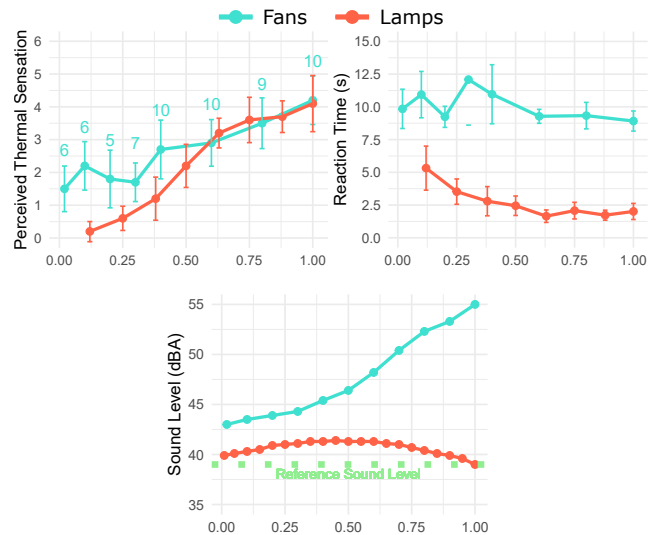 Fans Lamps
Perceived Thermal Sensation
6
5
4
3
2
1
0
6 6 5 7 10 10 9 10
0.00 0.25 0.50 0.75 1.00
Reaction Time (s)
15.0
12.5
10.0
7.5
5.0
2.5
0.0
0.00 0.25 0.50 0.75 1.00
Sound Level (dBA)
55
50
45
40
35
Reference Sound Level
0.00 0.25 0.50 0.75 1.00